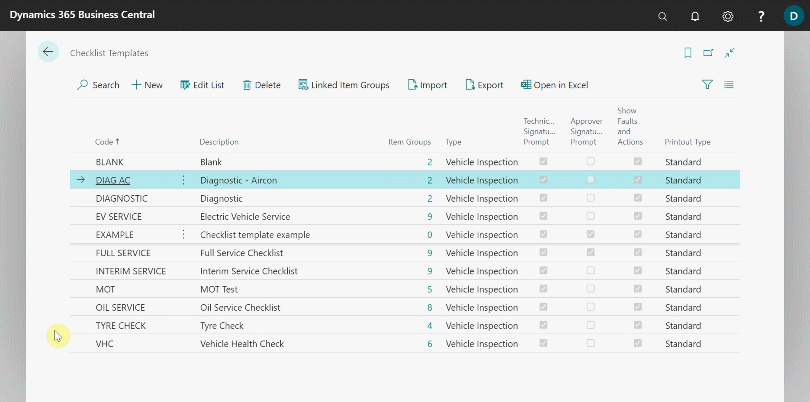 Dynamics 365 Business Central
?
D
Checklist Templates
Search New Edit List Delete Linked Item Groups Import Export Open in Excel
Code ↑ Description Item Groups Type Technic... Signatu... Prompt Approver Signatu... Prompt Show Faults and Actions Printout Type
BLANK Blank 2 Vehicle Inspection Standard
DIAG AC Diagnostic - Aircon 2 Vehicle Inspection Standard
DIAGNOSTIC Diagnostic 2 Vehicle Inspection Standard
EV SERVICE Electric Vehicle Service 9 Vehicle Inspection Standard
EXAMPLE Checklist template example 0 Vehicle Inspection Standard
FULL SERVICE Full Service Checklist 9 Vehicle Inspection Standard
INTERIM SERVICE Interim Service Checklist 9 Vehicle Inspection Standard
MOT MOT Test 5 Vehicle Inspection Standard
OIL SERVICE Oil Service Checklist 8 Vehicle Inspection Standard
TYRE CHECK Tyre Check 4 Vehicle Inspection Standard
VHC Vehicle Health Check 6 Vehicle Inspection Standard